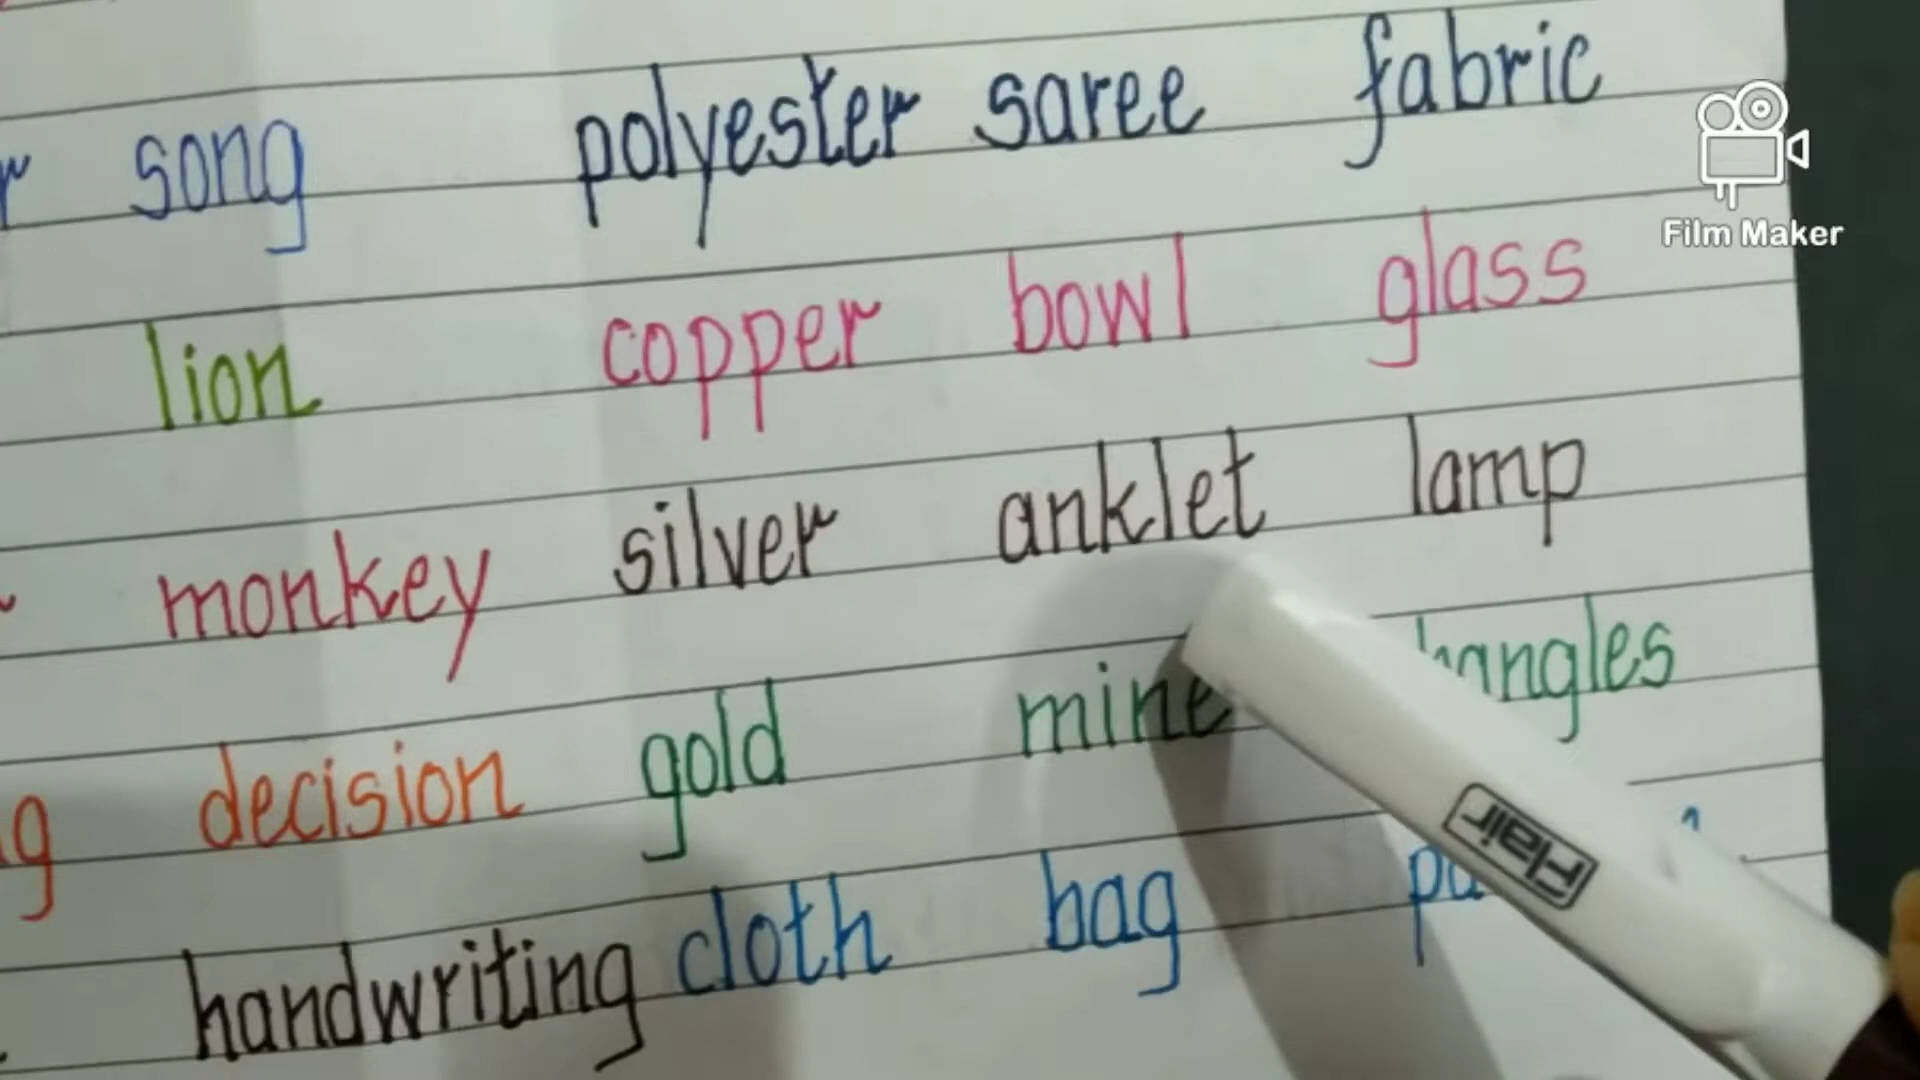 song polyester saree fabric
Film Maker
lion copper bowl glass
monkey silver anklet lamp
decision gold mine
Flair
handwriting cloth bag